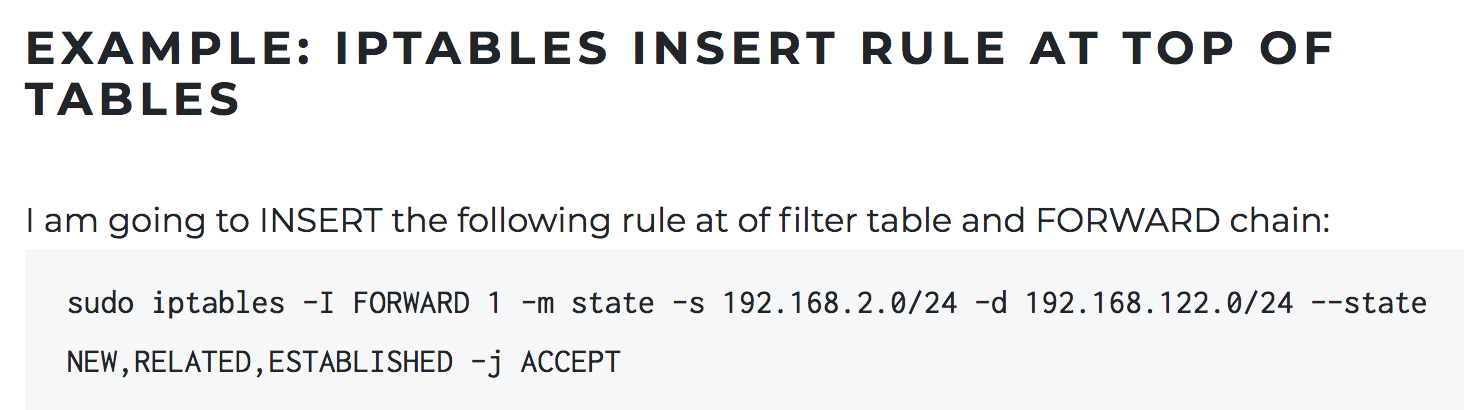 EXAMPLE: IPTABLES INSERT RULE AT TOP OF
TABLES
I am going to INSERT the following rule at of filter table and FORWARD chain:
sudo iptables -I FORWARD 1 -m state -s 192.168.2.0/24 -d 192.168.122.0/24 --state
NEW,RELATED,ESTABLISHED -j ACCEPT